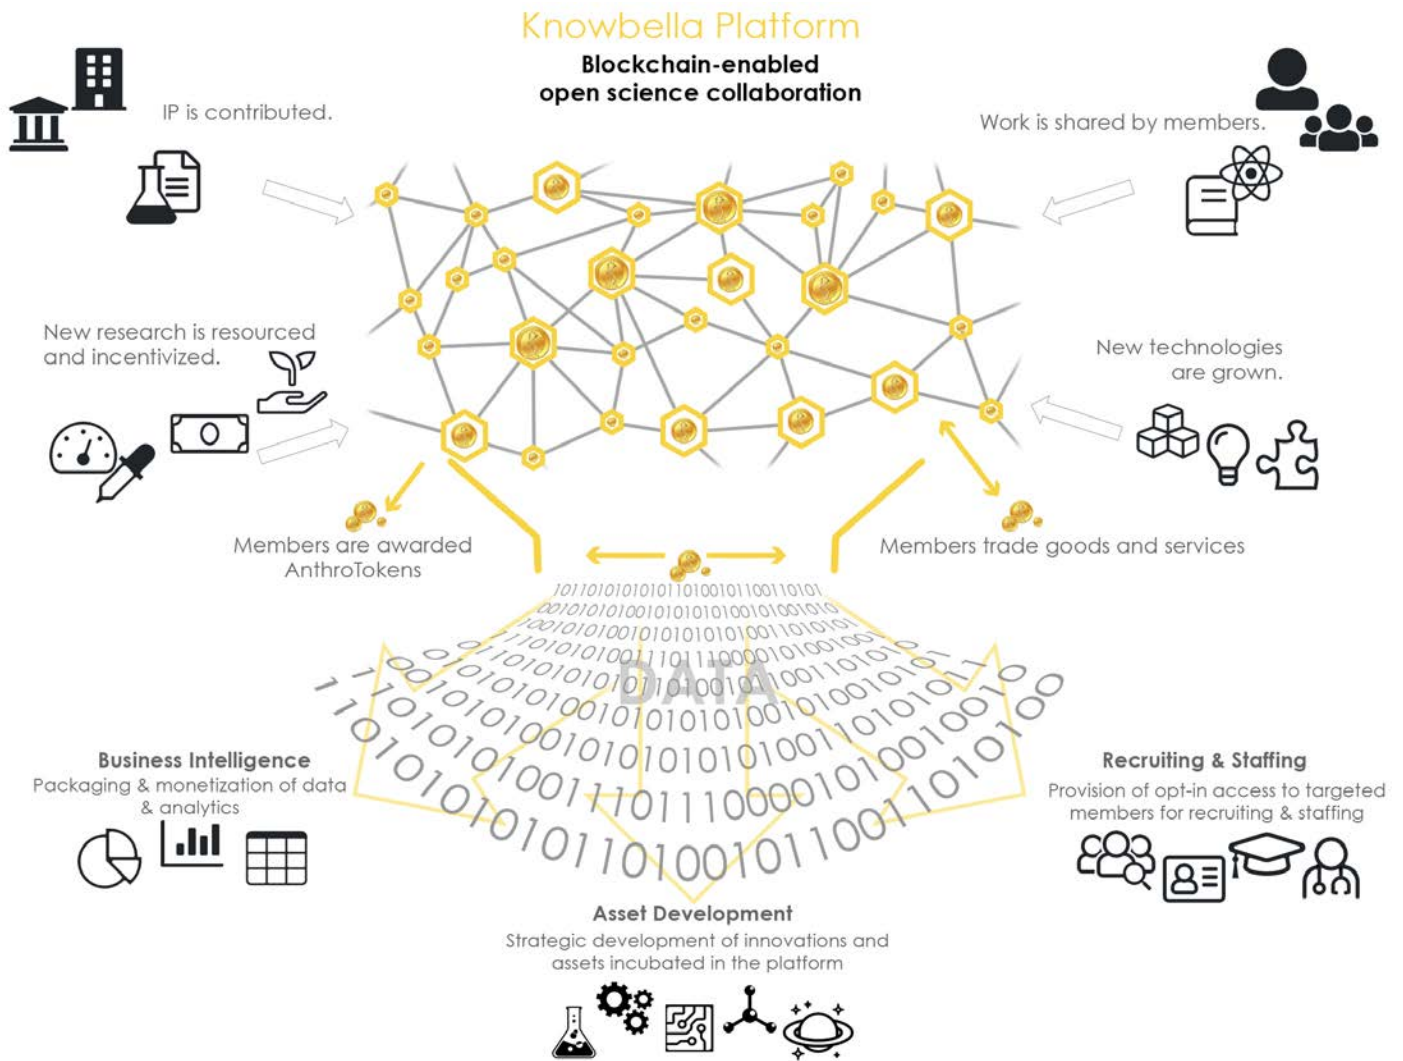 Knowbella Platform
Blockchain-enabled
open science collaboration
IP is contributed.
Work is shared by members.
New research is resourced
and incentivized.
New technologies
are grown.
Members are awarded
AnthroTokens
Members trade goods and services
DATA
Business Intelligence
Packaging & monetization of data
& analytics
Recruiting & Staffing
Provision of opt-in access to targeted
members for recruiting & staffing
Asset Development
Strategic development of innovations and
assets incubated in the platform